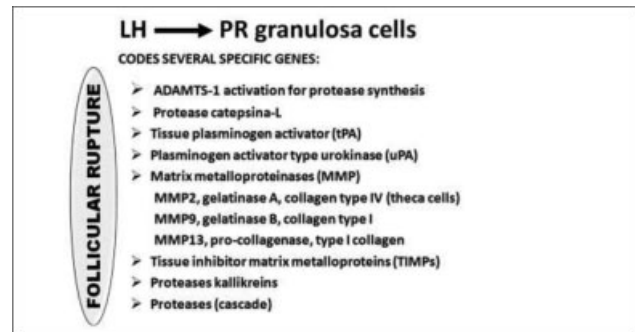 LH PR granulosa cells
CODES SEVERAL SPECIFIC GENES:
FOLLICULAR RUPTURE
ADAMTS-1 activation for protease synthesis
Protease catepsina-L
Tissue plasminogen activator (tPA)
Plasminogen activator type urokinase (uPA)
Matrix metalloproteinases (MMP)
MMP2, gelatinase A, collagen type IV (theca cells)
MMP9, gelatinase B, collagen type I
MMP13, pro-collagenase, type I collagen
Tissue inhibitor matrix metalloproteins (TIMPs)
Proteases kallikreins
Proteases (cascade)